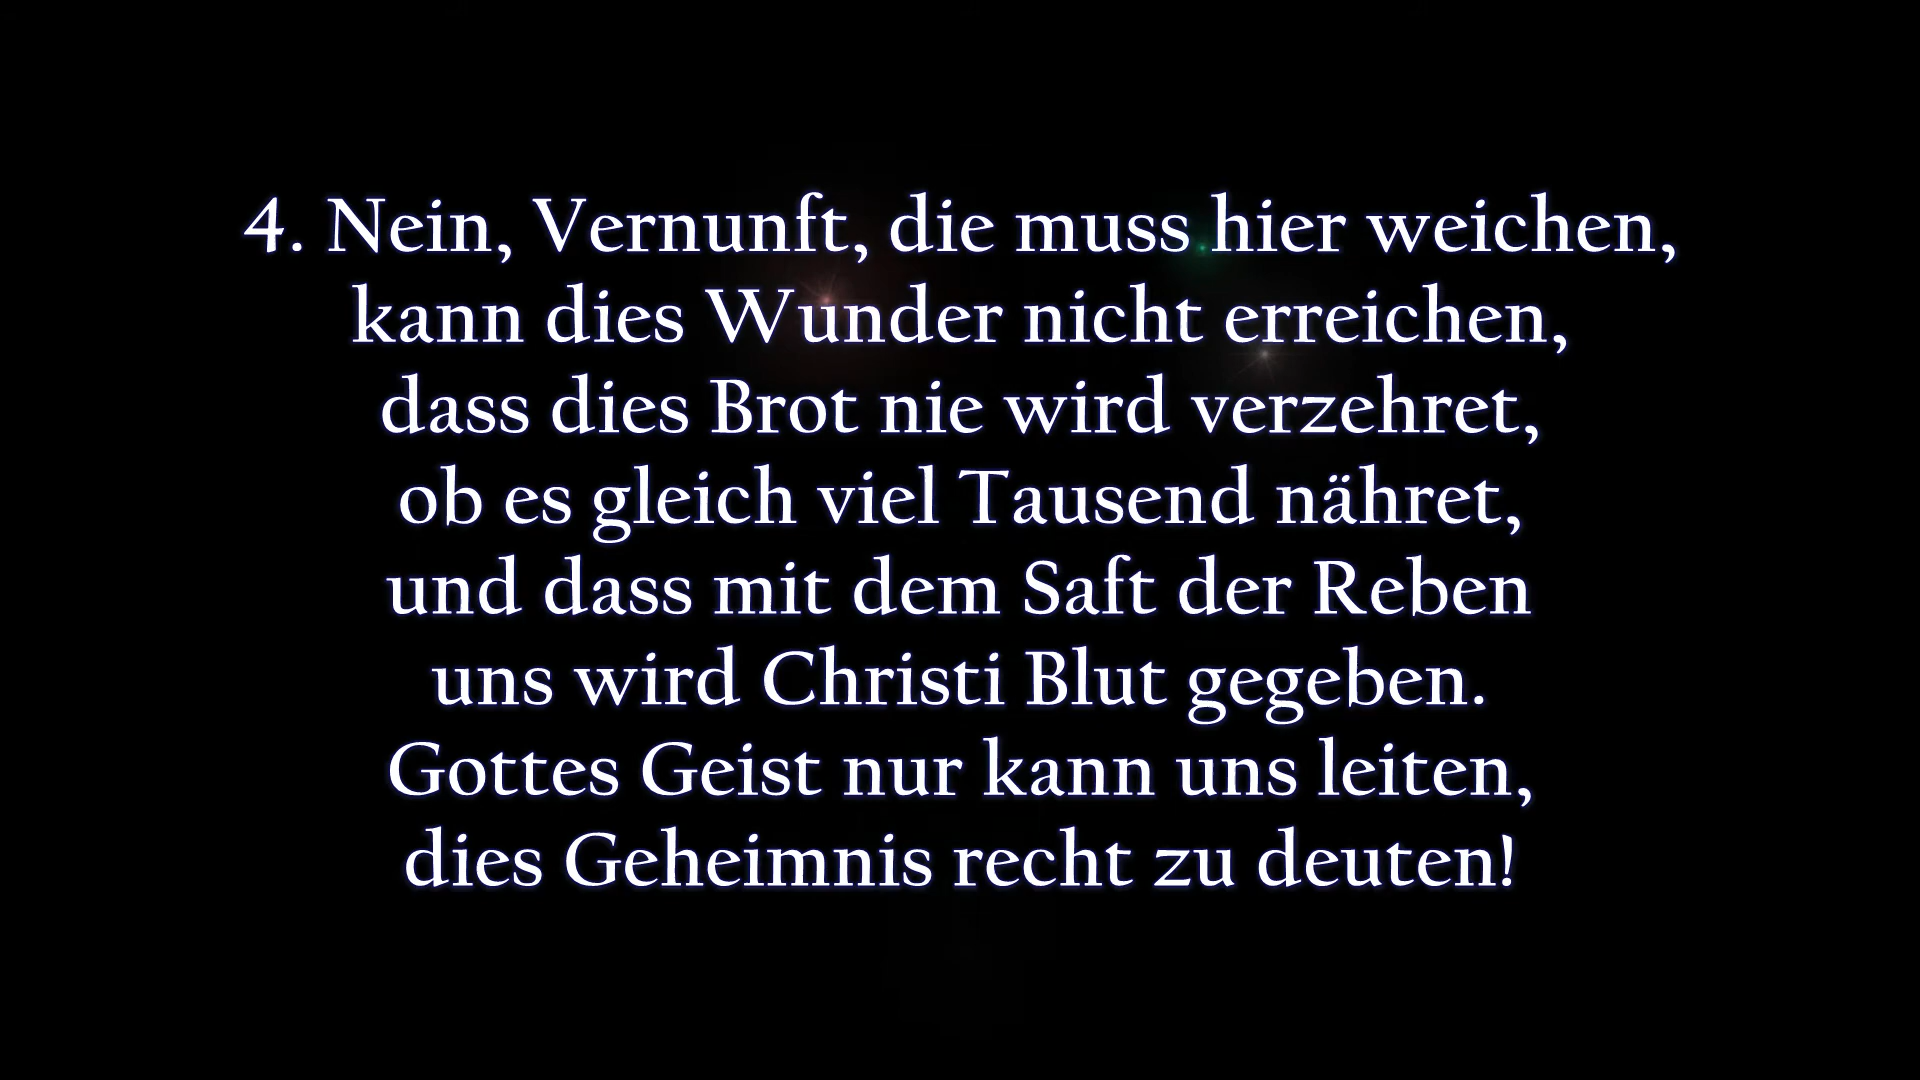 4. Nein, Vernunft, die muss hier weichen,
kann dies Wunder nicht erreichen,
dass dies Brot nie wird verzehret,
ob es gleich viel Tausend nähret,
und dass mit dem Saft der Reben
uns wird Christi Blut gegeben.
Gottes Geist nur kann uns leiten,
dies Geheimnis recht zu deuten!